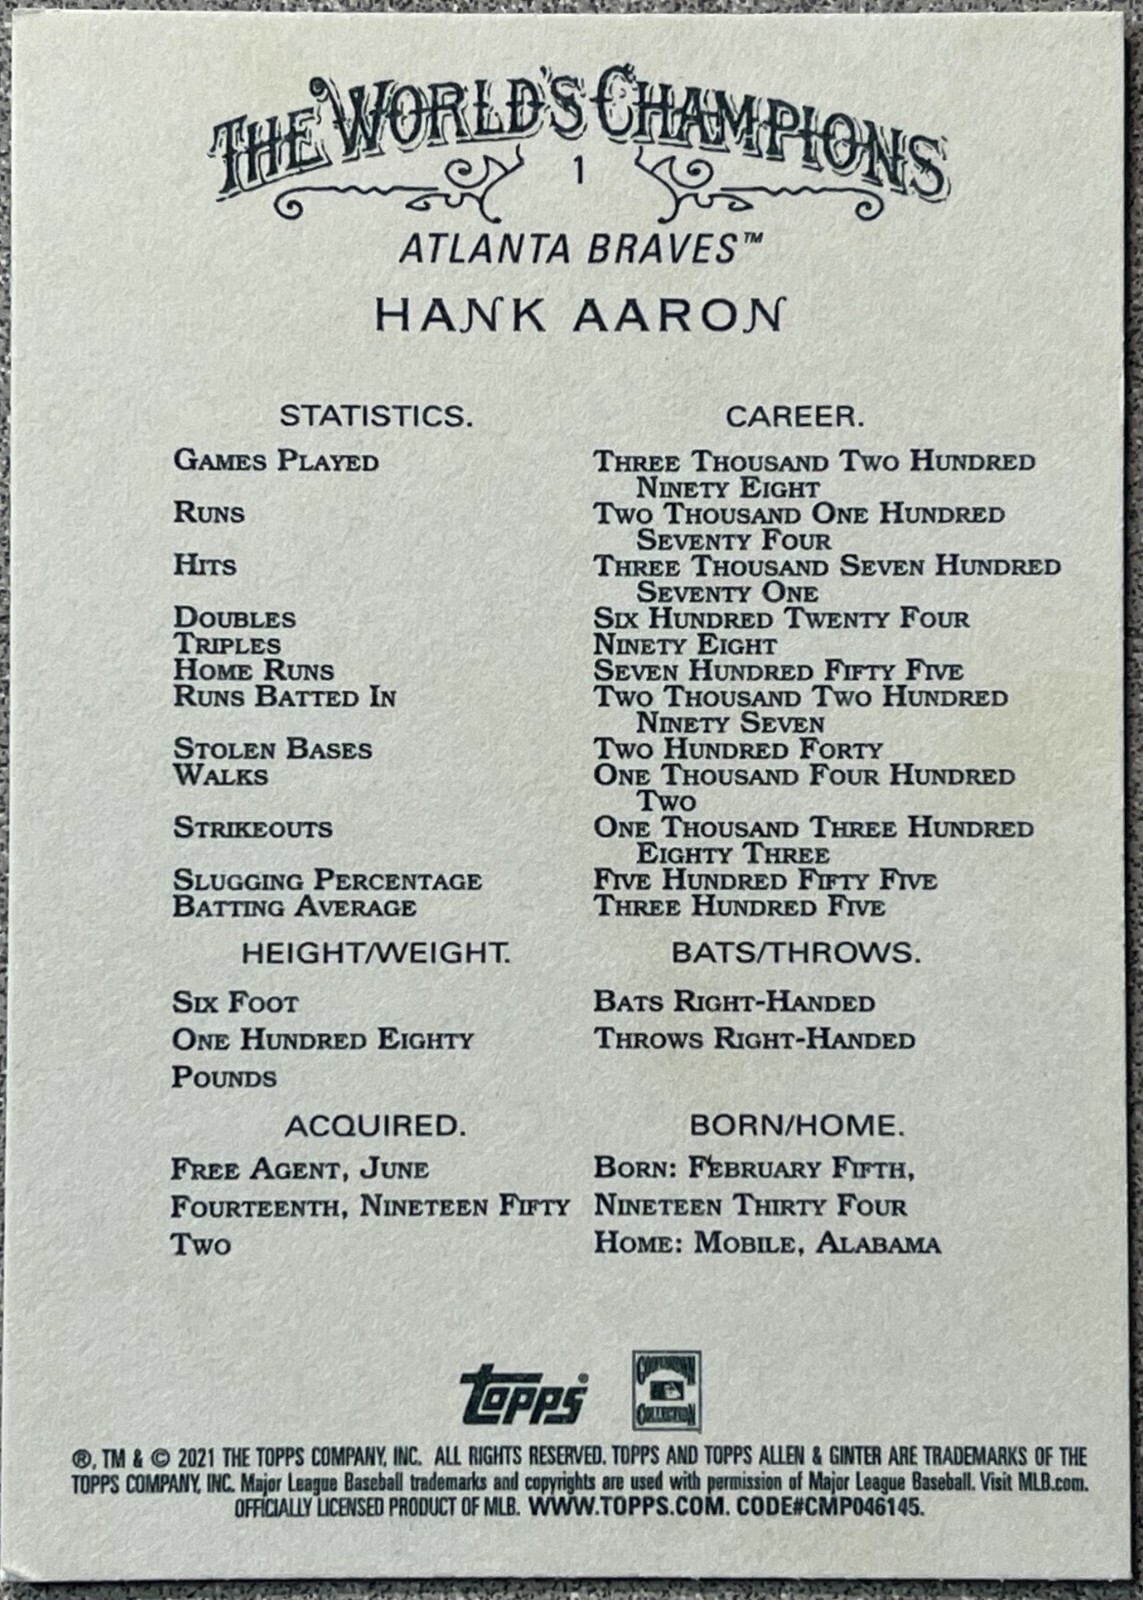 THE WORLD'S CHAMPIONS
1
ATLANTA BRAVES™
HANK AARON
STATISTICS. CAREER.
GAMES PLAYED THREE THOUSAND TWO HUNDRED
NINETY EIGHT
RUNS TWO THOUSAND ONE HUNDRED
SEVENTY FOUR
HITS THREE THOUSAND SEVEN HUNDRED
SEVENTY ONE
DOUBLES SIX HUNDRED TWENTY FOUR
TRIPLES NINETY EIGHT
HOME RUNS SEVEN HUNDRED FIFTY FIVE
RUNS BATTED IN TWO THOUSAND TWO HUNDRED
NINETY SEVEN
STOLEN BASES TWO HUNDRED FORTY
WALKS ONE THOUSAND FOUR HUNDRED
TWO
STRIKEOUTS ONE THOUSAND THREE HUNDRED
EIGHTY THREE
SLUGGING PERCENTAGE FIVE HUNDRED FIFTY FIVE
BATTING AVERAGE THREE HUNDRED FIVE
HEIGHT/WEIGHT. BATS/THROWS.
SIX FOOT BATS RIGHT-HANDED
ONE HUNDRED EIGHTY THROWS RIGHT-HANDED
POUNDS
ACQUIRED. BORN/HOME.
FREE AGENT, JUNE BORN: FEBRUARY FIFTH,
FOURTEENTH, NINETEEN FIFTY NINETEEN THIRTY FOUR
TWO HOME: MOBILE, ALABAMA
TOPPS® COOPERSTOWN
COLLECTION
®, TM & © 2021 THE TOPPS COMPANY, INC. ALL RIGHTS RESERVED. TOPPS AND TOPPS ALLEN & GINTER ARE TRADEMARKS OF THE
TOPPS COMPANY, INC. Major League Baseball trademarks and copyrights are used with permission of Major League Baseball. Visit MLB.com.
OFFICIALLY LICENSED PRODUCT OF MLB. WWW.TOPPS.COM. CODE#CMP046145.